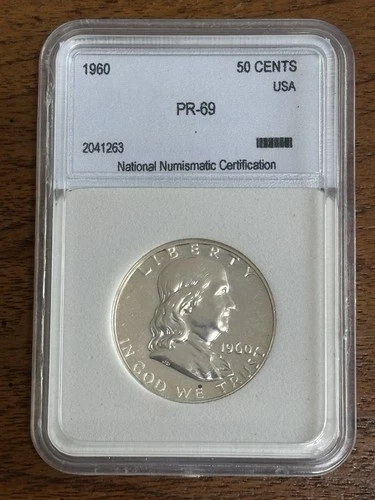 1960 50 CENTS
USA
PR-69
2041263
National Numismatic Certification
LIBERTY
1960
IN GOD WE TRUST